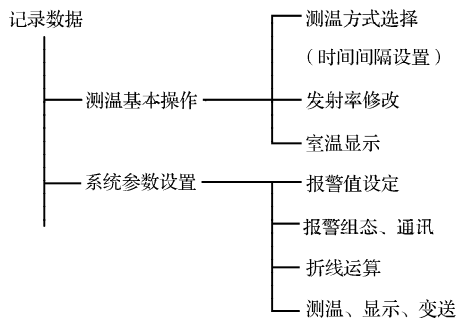 记录数据
测温方式选择
（时间间隔设置）
测温基本操作
发射率修改
室温显示
系统参数设置
报警值设定
报警组态、通讯
折线运算
测温、显示、变送